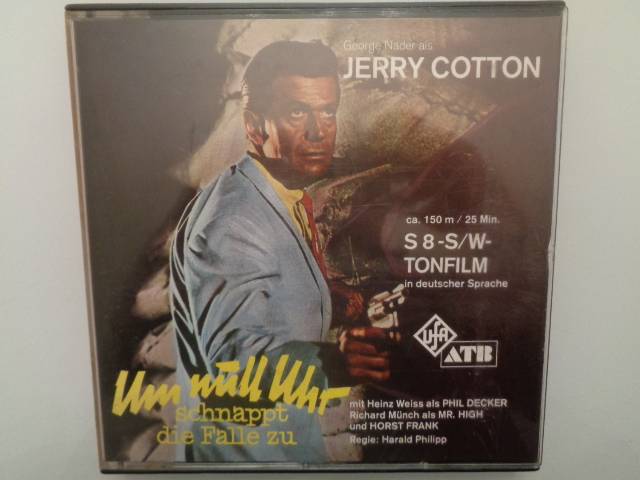 George Nader als
JERRY COTTON
ca. 150 m / 25 Min.
S 8-S/W-
TONFILM
in deutscher Sprache
UFA
ATB
Um null Uhr
schnappt
die Falle zu
mit Heinz Weiss als PHIL DECKER
Richard Münch als MR. HIGH
und HORST FRANK
Regie: Harald Philipp